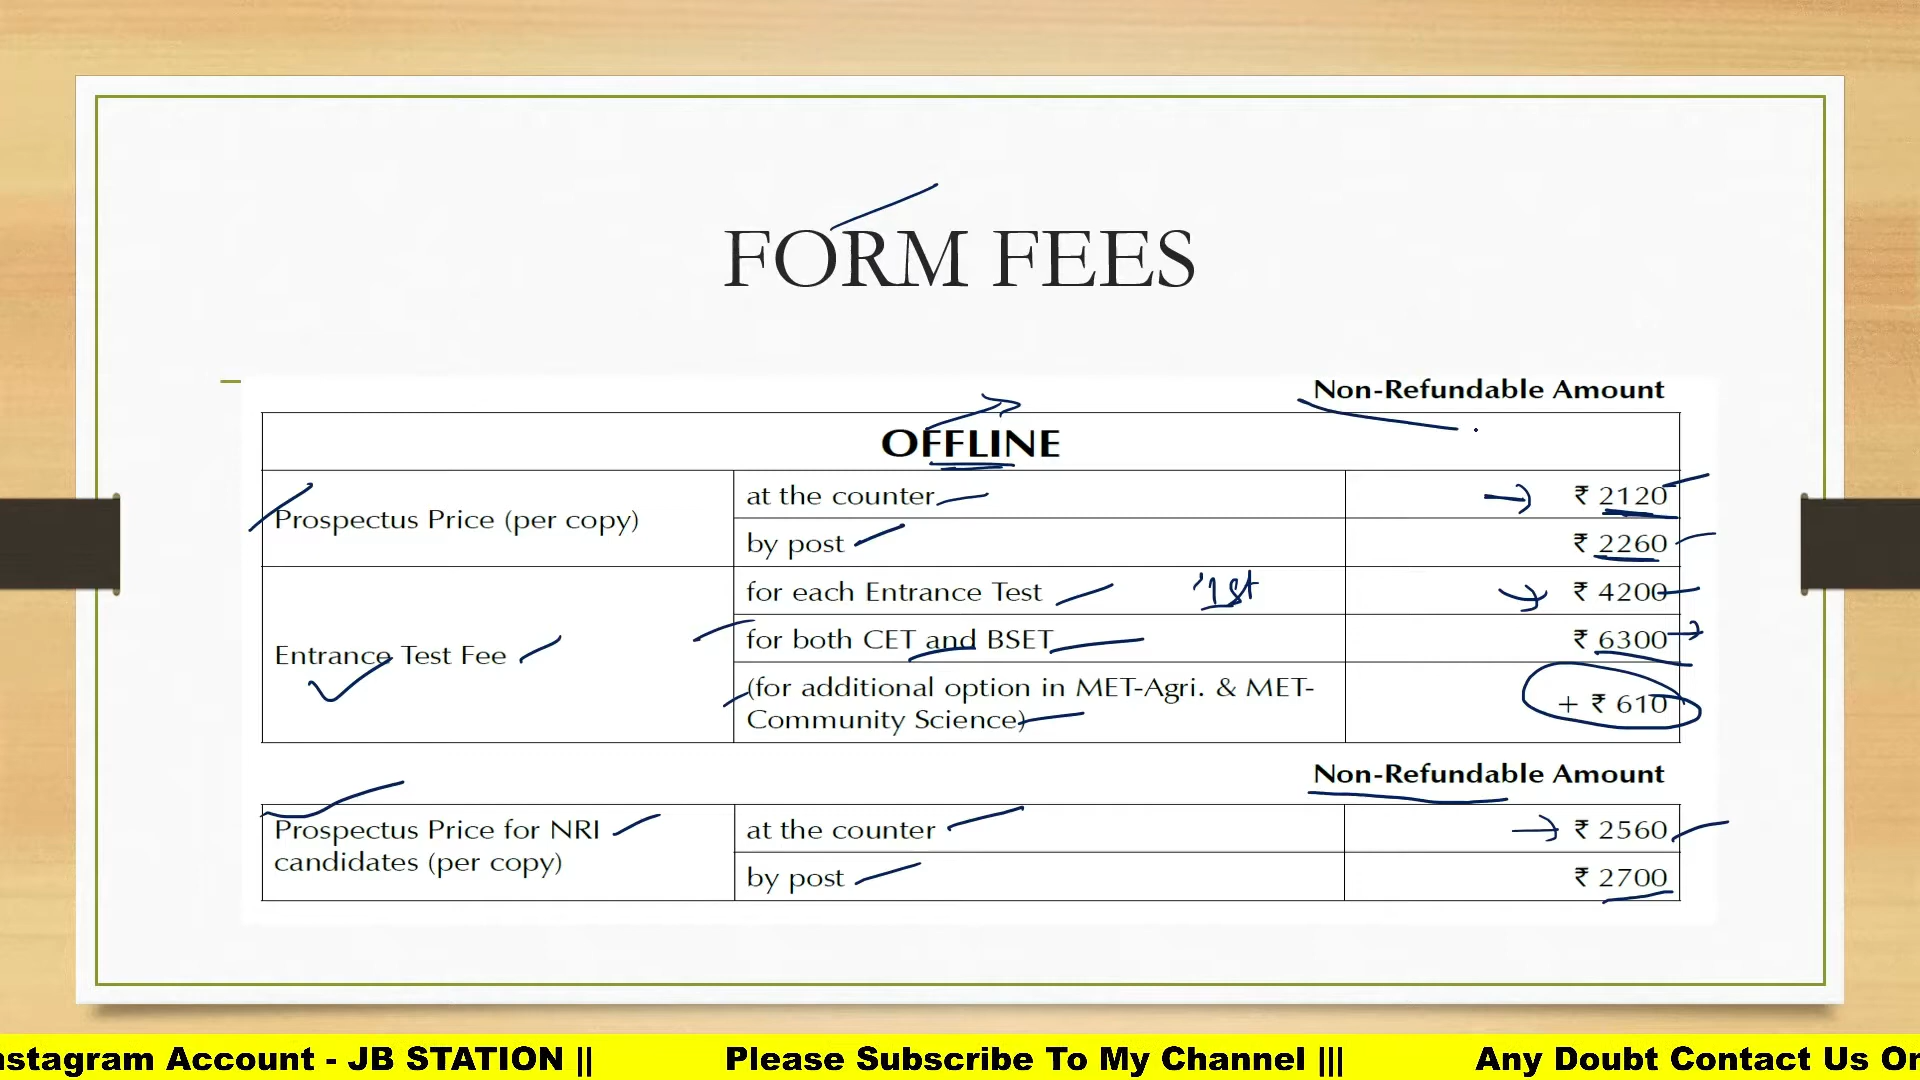 FORM FEES
Non-Refundable Amount
OFFLINE
Prospectus Price (per copy)
at the counter
₹ 2120
by post
₹ 2260
Entrance Test Fee
for each Entrance Test
1st
₹ 4200
for both CET and BSET
₹ 6300
(for additional option in MET-Agri. & MET-
Community Science)
+ ₹ 610
Non-Refundable Amount
Prospectus Price for NRI
candidates (per copy)
at the counter
₹ 2560
by post
₹ 2700
nstagram Account - JB STATION || Please Subscribe To My Channel ||| Any Doubt Contact Us Or